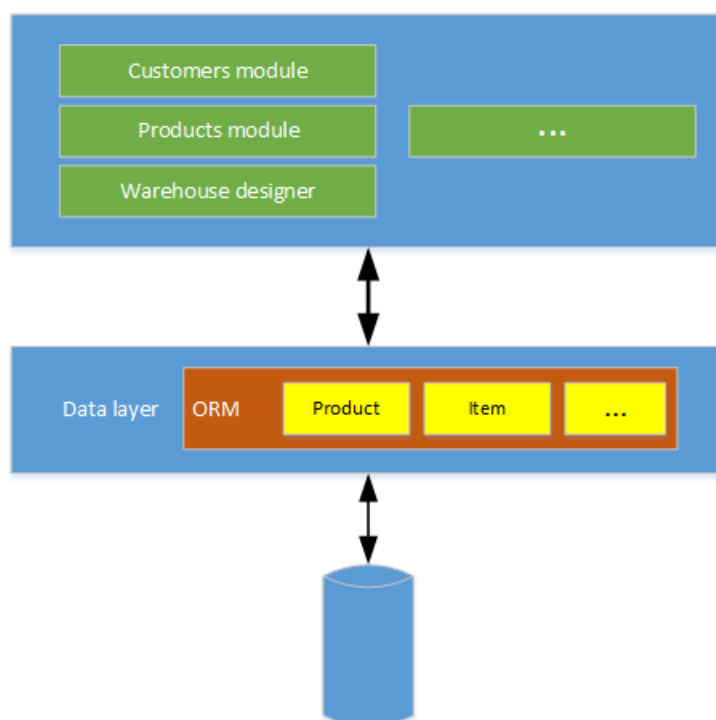 Customers module
Products module
...
Warehouse designer
Data layer
ORM
Product
Item
...